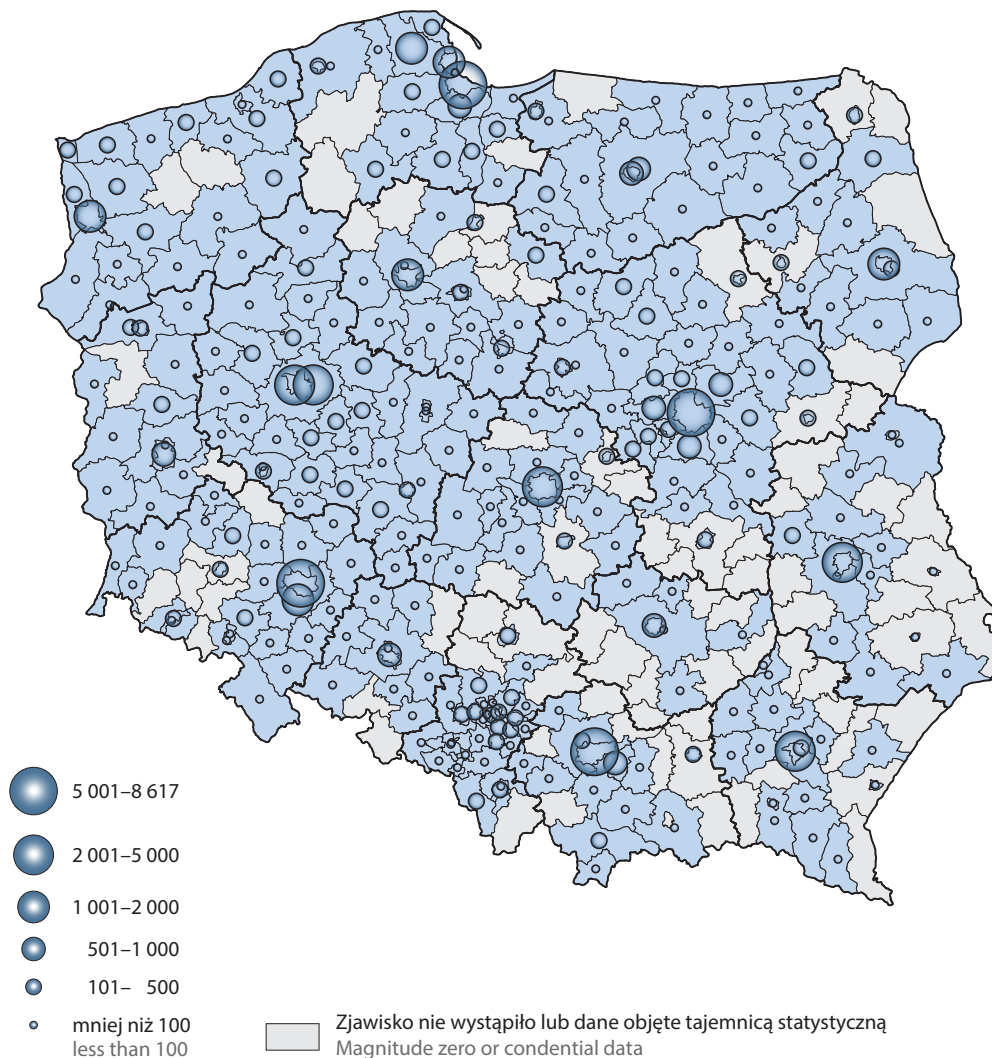 5 001–8 617
2 001–5 000
1 001–2 000
501–1 000
101– 500
mniej niż 100
less than 100
Zjawisko nie wystąpiło lub dane objęte tajemnicą statystyczną
Magnitude zero or condential data